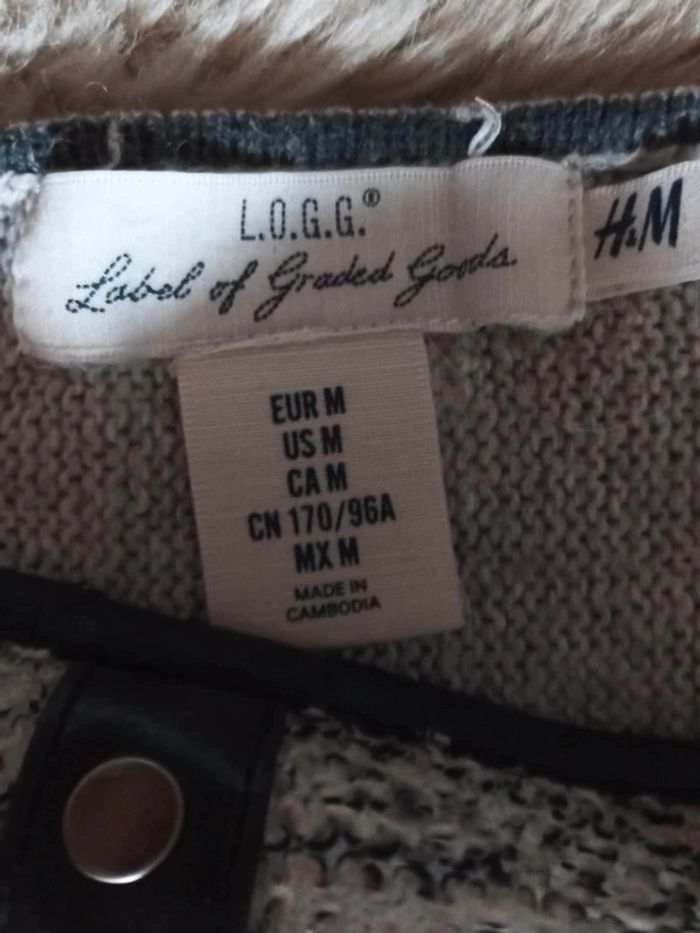 L.O.G.G.®
Label of Graded Goods.
H&M
EUR M
US M
CA M
CN 170/96A
MX M
MADE IN
CAMBODIA